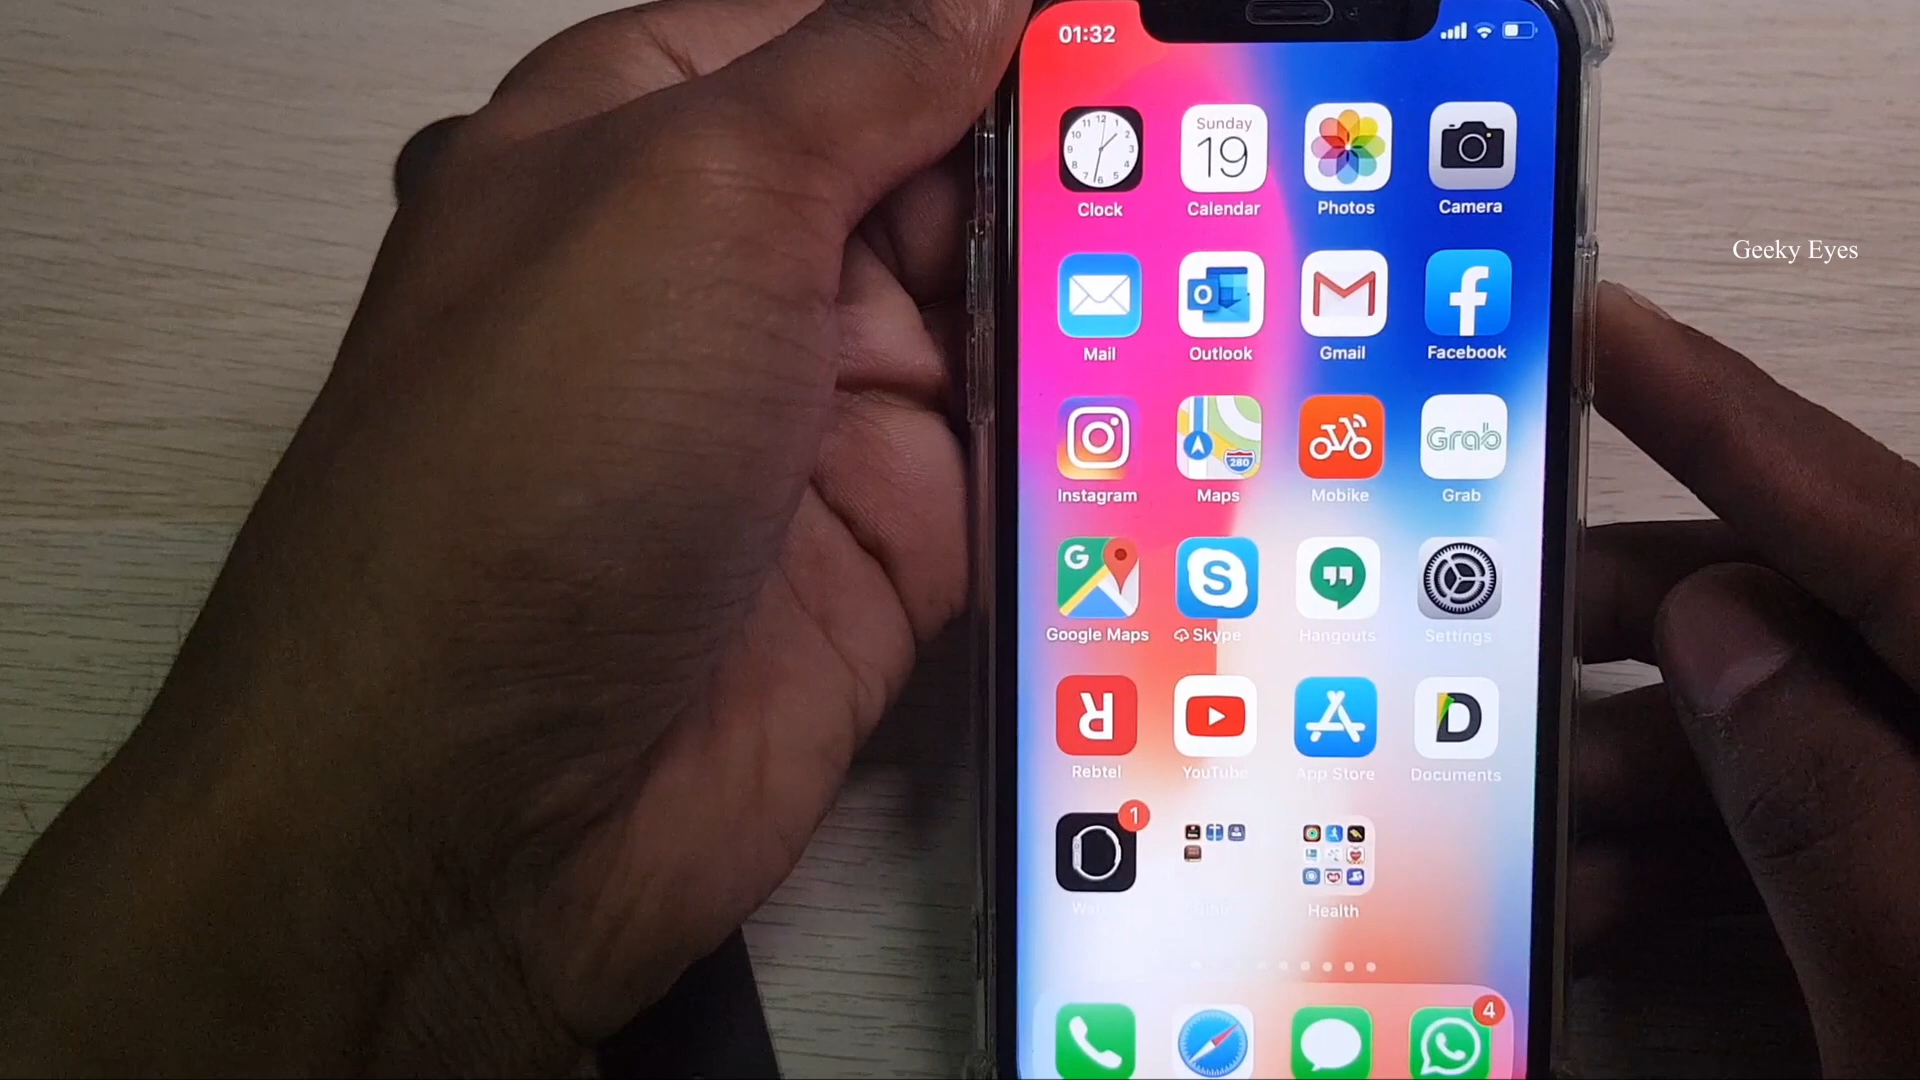 01:32
Sunday
19
Clock
Calendar
Photos
Camera
Geeky Eyes
Mail
Outlook
Gmail
Facebook
Grab
280
Instagram
Maps
Mobike
Grab
Google Maps
Skype
Hangouts
Settings
Rebtel
YouTube
App Store
Documents
1
Health
4